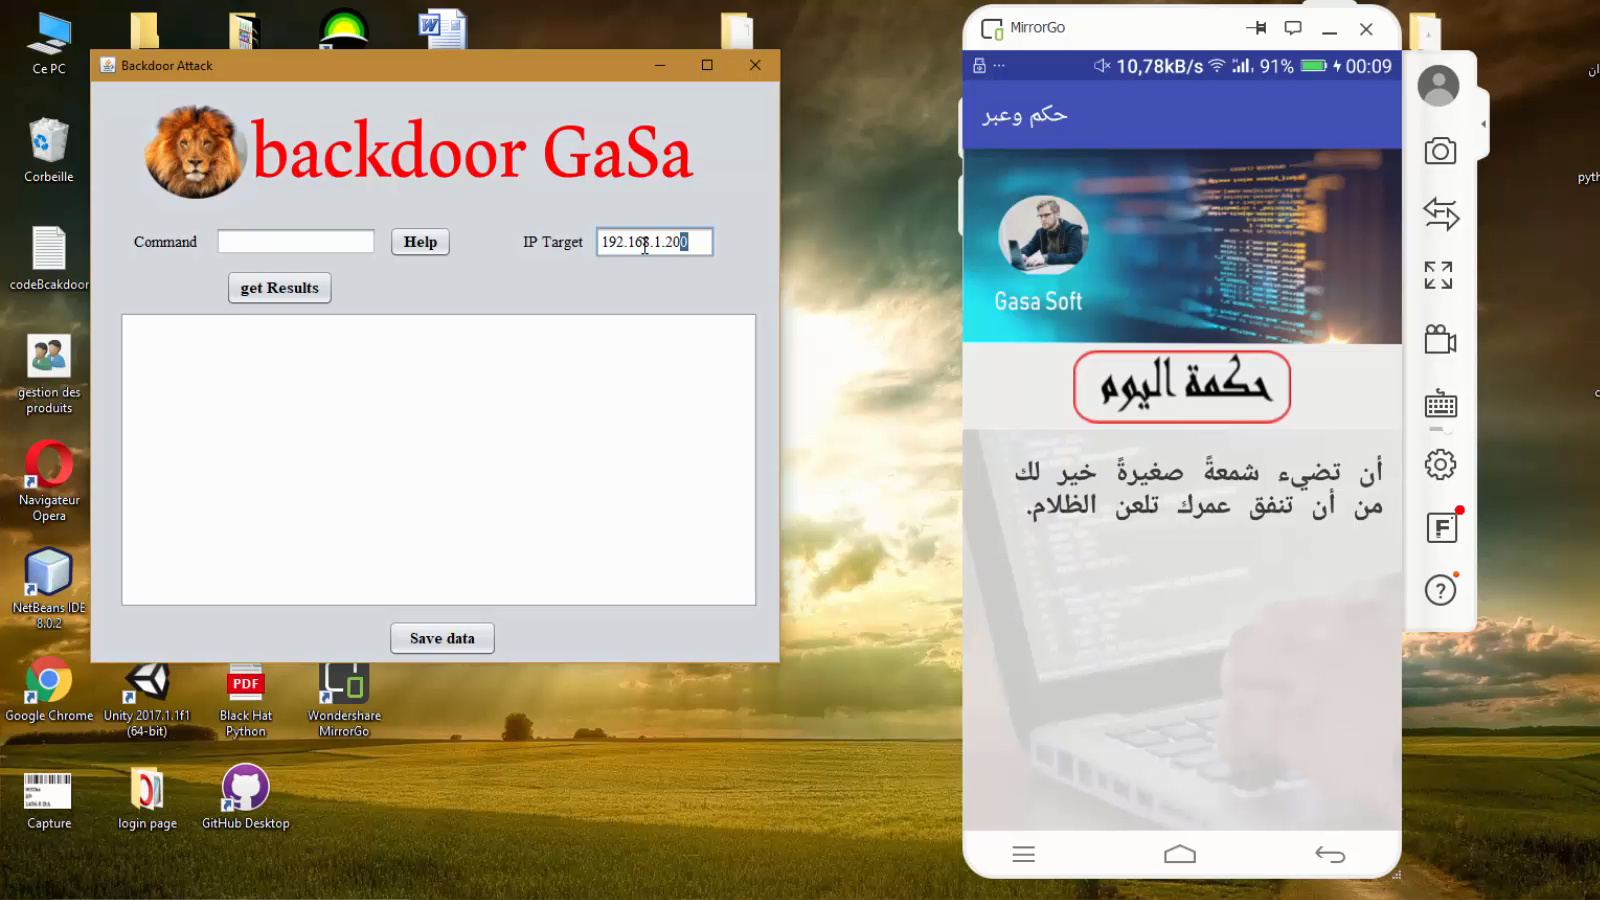 Ce PC
Corbeille
codeBcakdoor
gestion des
produits
Navigateur
Opera
NetBeans IDE
8.0.2
Google Chrome
Unity 2017.1.1f1
(64-bit)
PDF
Black Hat
Python
Wondershare
MirrorGo
Capture
login page
GitHub Desktop
Backdoor Attack
backdoor GaSa
Command
Help
IP Target
192.168.1.200
get Results
Save data
MirrorGo
10,78kB/s
91%
00:09
حكم وعبر
Gasa Soft
حكمة اليوم
أن تضيء شمعةً صغيرةً خير لك
من أن تنفق عمرك تلعن الظلام.
F
?